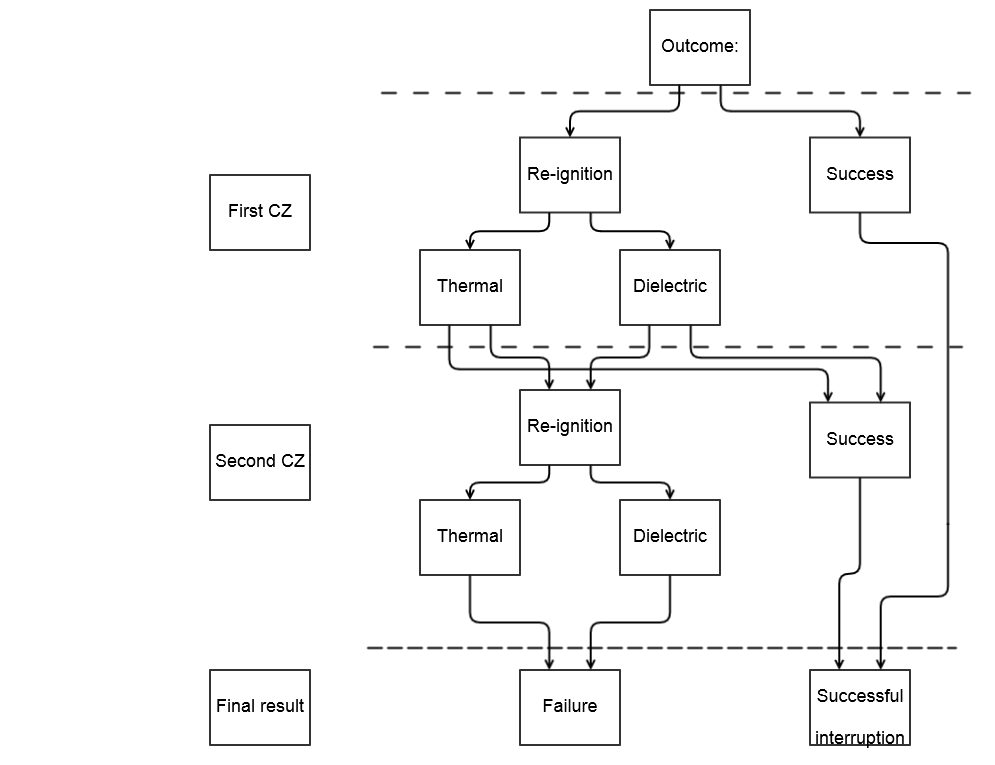 Outcome:
Re-ignition
Success
First CZ
Thermal
Dielectric
Re-ignition
Success
Second CZ
Thermal
Dielectric
Final result
Failure
Successful
interruption